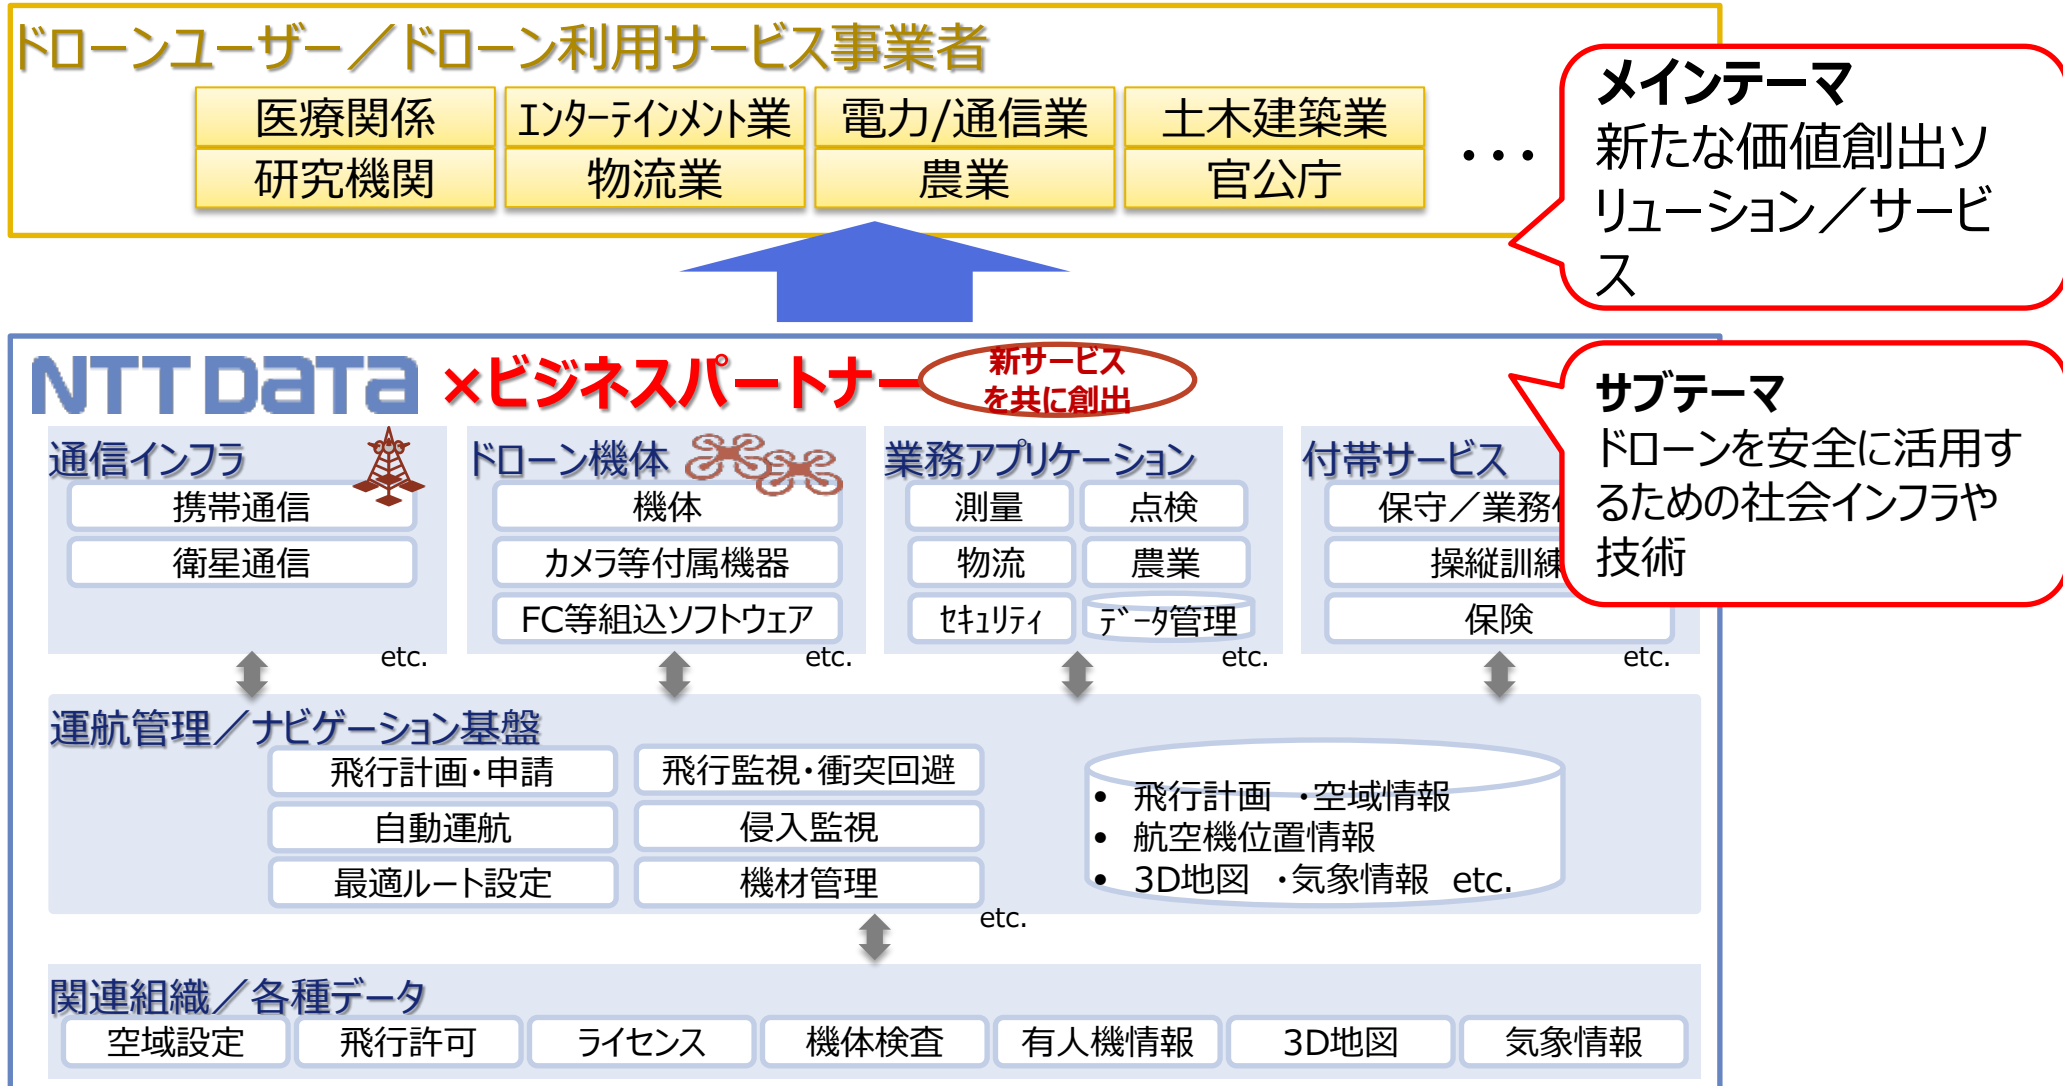 ドローンユーザー／ドローン利用サービス事業者
医療関係
エンターテインメント業
電力/通信業
土木建築業
研究機関
物流業
農業
官公庁
・・・
メインテーマ
新たな価値創出ソ
リューション／サービ
ス
NTT DATA
×ビジネスパートナー
新サービス
を共に創出
サブテーマ
ドローンを安全に活用す
るための社会インフラや
技術
通信インフラ
携帯通信
衛星通信
etc.
ドローン機体
機体
カメラ等付属機器
FC等組込ソフトウェア
etc.
業務アプリケーション
測量
点検
物流
農業
セキュリティ
データ管理
etc.
付帯サービス
保守／業務
操縦訓練
保険
etc.
運航管理／ナビゲーション基盤
飛行計画・申請
飛行監視・衝突回避
自動運航
侵入監視
最適ルート設定
機材管理
etc.
• 飛行計画 ・空域情報
• 航空機位置情報
• 3D地図 ・気象情報 etc.
関連組織／各種データ
空域設定
飛行許可
ライセンス
機体検査
有人機情報
3D地図
気象情報